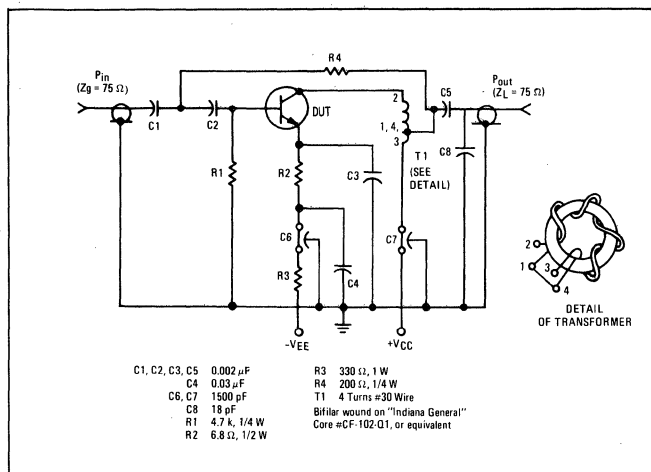 R4
Pin
(Zg = 75 Ω)
C1
C2
DUT
2
1, 4,
3
T1
(SEE
DETAIL)
C5
Pout
(ZL = 75 Ω)
C8
R1
R2
C3
C6
C7
R3
C4
-VEE
+VCC
2
1
3
4
DETAIL
OF TRANSFORMER
C1, C2, C3, C5 0.002 μF
C4 0.03 μF
C6, C7 1500 pF
C8 18 pF
R1 4.7 k, 1/4 W
R2 6.8 Ω, 1/2 W
R3 330 Ω, 1 W
R4 200 Ω, 1/4 W
T1 4 Turns #30 Wire
Bifilar wound on "Indiana General"
Core #CF-102-Q1, or equivalent